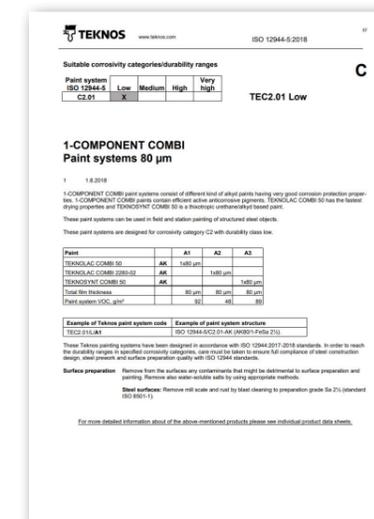 TEKNOS www.teknos.com ISO 12944-5:2018
Suitable corrosivity categories/durability ranges
C
Paint system ISO 12944-5 Low Medium High Very high
C2.01 X
TEC2.01 Low
1-COMPONENT COMBI
Paint systems 80 µm
1 1.8.2018
1-COMPONENT COMBI paint systems consist of different kind of alkyd paints having very good corrosion protection proper-
ties. 1-COMPONENT COMBI paints contain efficient active anticorrosive pigments. TEKNOLAC COMBI 50 has the fastest
drying properties and TEKNOSYNT COMBI 50 is a thixotropic urethane/alkyd based paint.
These paint systems can be used in field and station painting of structured steel objects.
These paint systems are designed for corrosivity category C2 with durability class low.
Paint A1 A2 A3
TEKNOLAC COMBI 50 AK 1x80 µm
TEKNOLAC COMBI 2280-02 AK 1x80 µm
TEKNOSYNT COMBI 50 AK 1x80 µm
Total film thickness 80 µm 80 µm 80 µm
Paint system VOC, g/m² 92 48 89
Example of Teknos paint system code Example of paint system structure
TEC2.01/L/A1 ISO 12944-5/C2.01-AK (AK80/1-FeSa 2½).
These Teknos painting systems have been designed in accordance with ISO 12944:2017-2018 standards. In order to reach
the durability ranges in specified corrosivity categories, care must be taken to ensure full compliance of steel construction
design, steel prework and surface preparation quality with ISO 12944 standards.
Surface preparation Remove from the surfaces any contaminants that might be detrimental to surface preparation and
painting. Remove also water-soluble salts by using appropriate methods.
Steel surfaces: Remove mill scale and rust by blast cleaning to preparation grade Sa 2½ (standard
ISO 8501-1).
For more detailed information about of the above-mentioned products please see individual product data sheets.